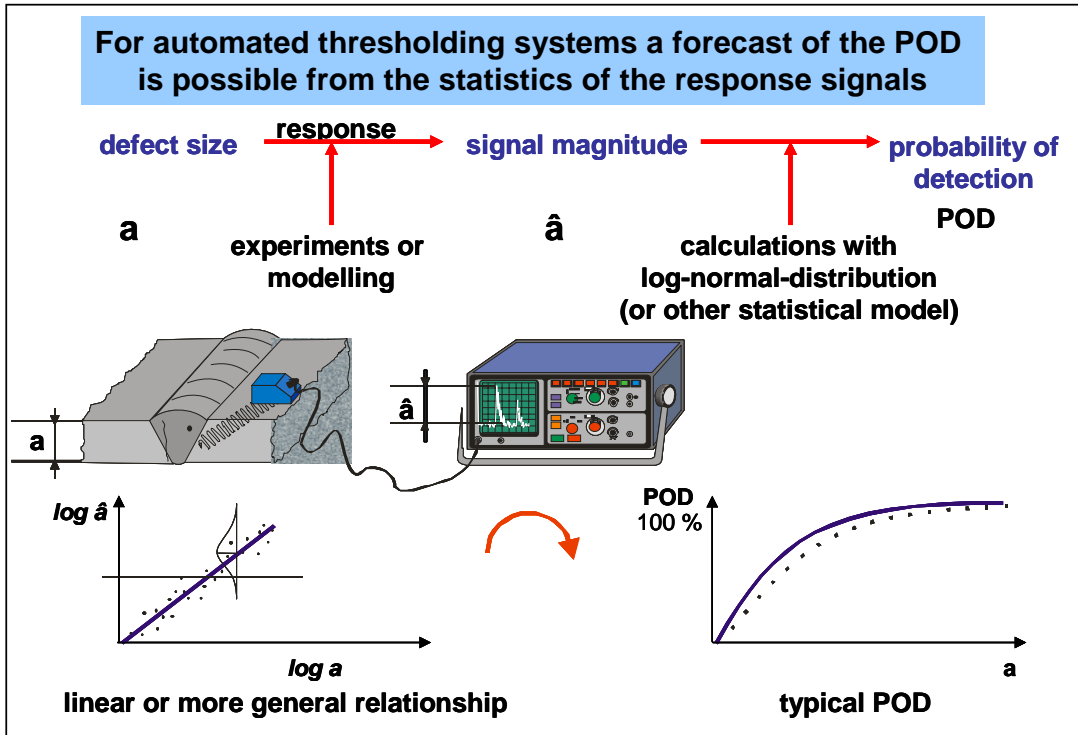 For automated thresholding systems a forecast of the POD
is possible from the statistics of the response signals
defect size
response
signal magnitude
probability of
detection
POD
a
experiments or
modelling
â
calculations with
log-normal-distribution
(or other statistical model)
a
â
log â
log a
linear or more general relationship
POD
100 %
a
typical POD